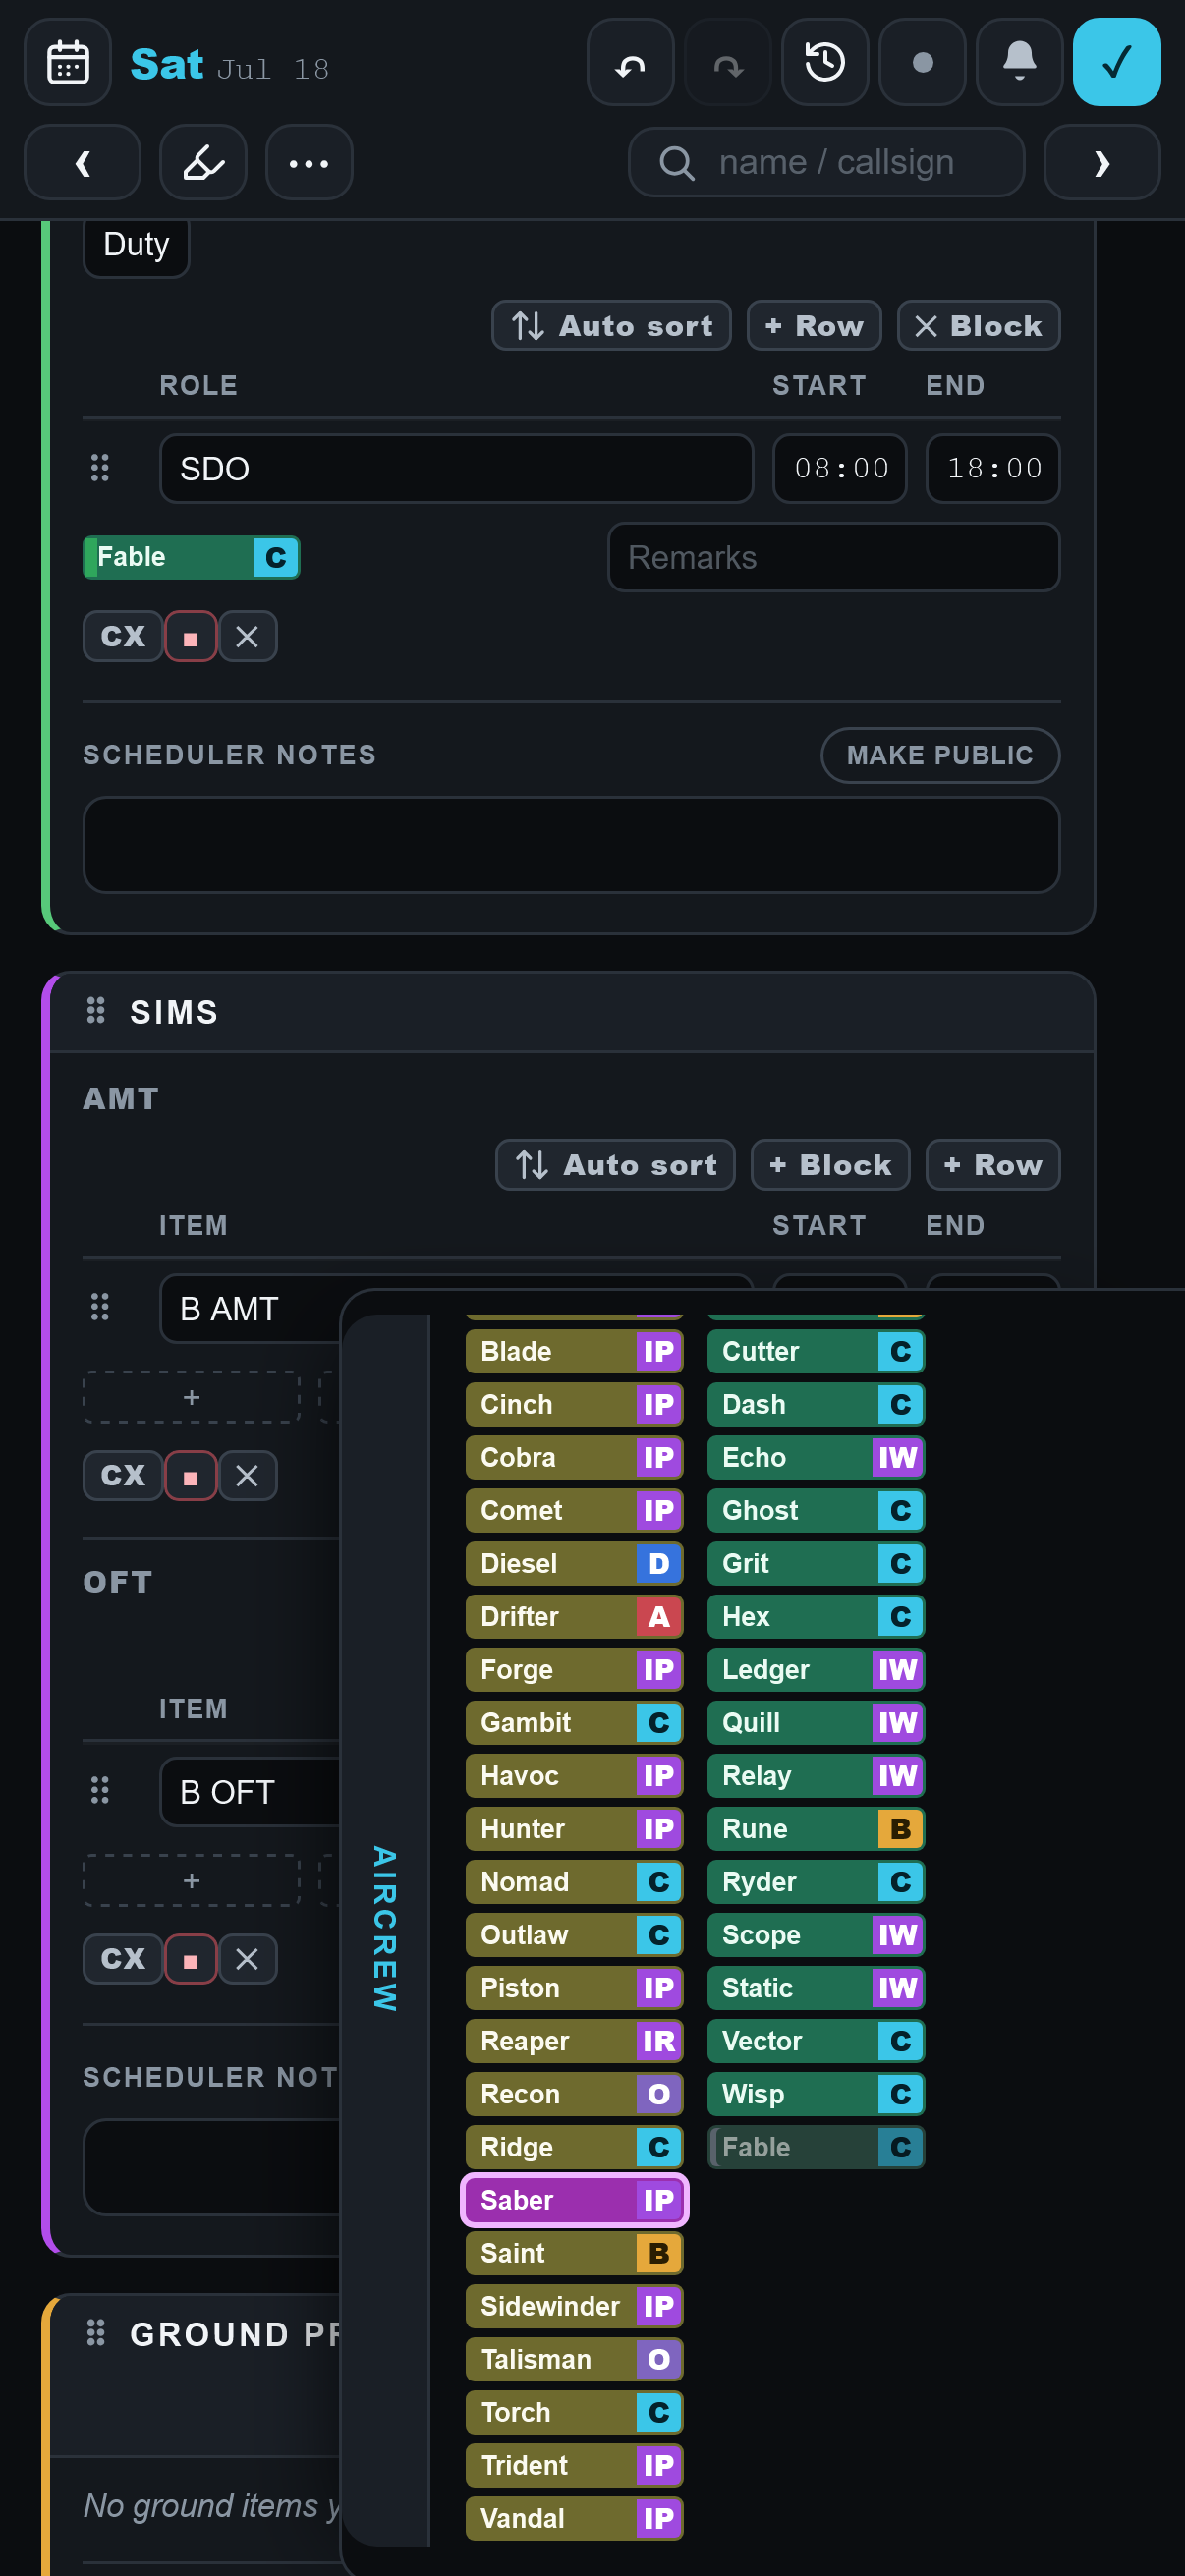 Sat Jul 18
name / callsign
Duty
Auto sort + Row Block
ROLE START END
SDO 08:00 18:00
Fable C Remarks
CX
SCHEDULER NOTES MAKE PUBLIC
SIMS
AMT
Auto sort + Block + Row
ITEM START END
B AMT
+
CX
OFT
ITEM
B OFT
+
CX
SCHEDULER NOT
GROUND PR
No ground items y
AIRCREW
Blade IP
Cinch IP
Cobra IP
Comet IP
Diesel D
Drifter A
Forge IP
Gambit C
Havoc IP
Hunter IP
Nomad C
Outlaw C
Piston IP
Reaper IR
Recon O
Ridge C
Saber IP
Saint B
Sidewinder IP
Talisman O
Torch C
Trident IP
Vandal IP
Cutter C
Dash C
Echo IW
Ghost C
Grit C
Hex C
Ledger IW
Quill IW
Relay IW
Rune B
Ryder C
Scope IW
Static IW
Vector C
Wisp C
Fable C